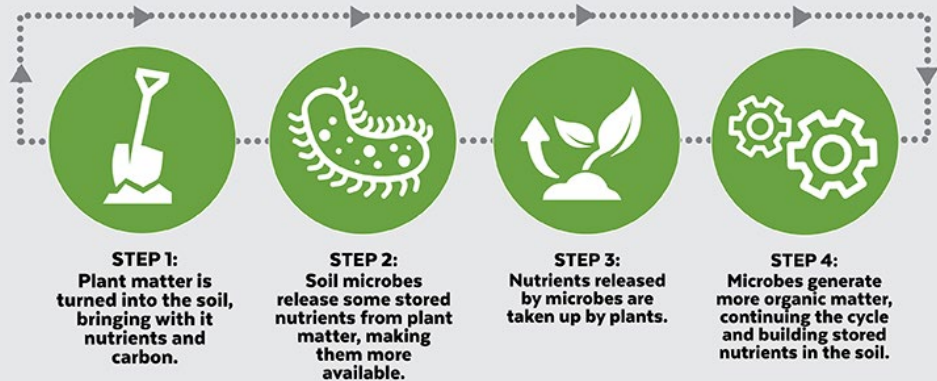 STEP 1:
Plant matter is
turned into the soil,
bringing with it
nutrients and
carbon.
STEP 2:
Soil microbes
release some stored
nutrients from plant
matter, making
them more
available.
STEP 3:
Nutrients released
by microbes are
taken up by plants.
STEP 4:
Microbes generate
more organic matter,
continuing the cycle
and building stored
nutrients in the soil.